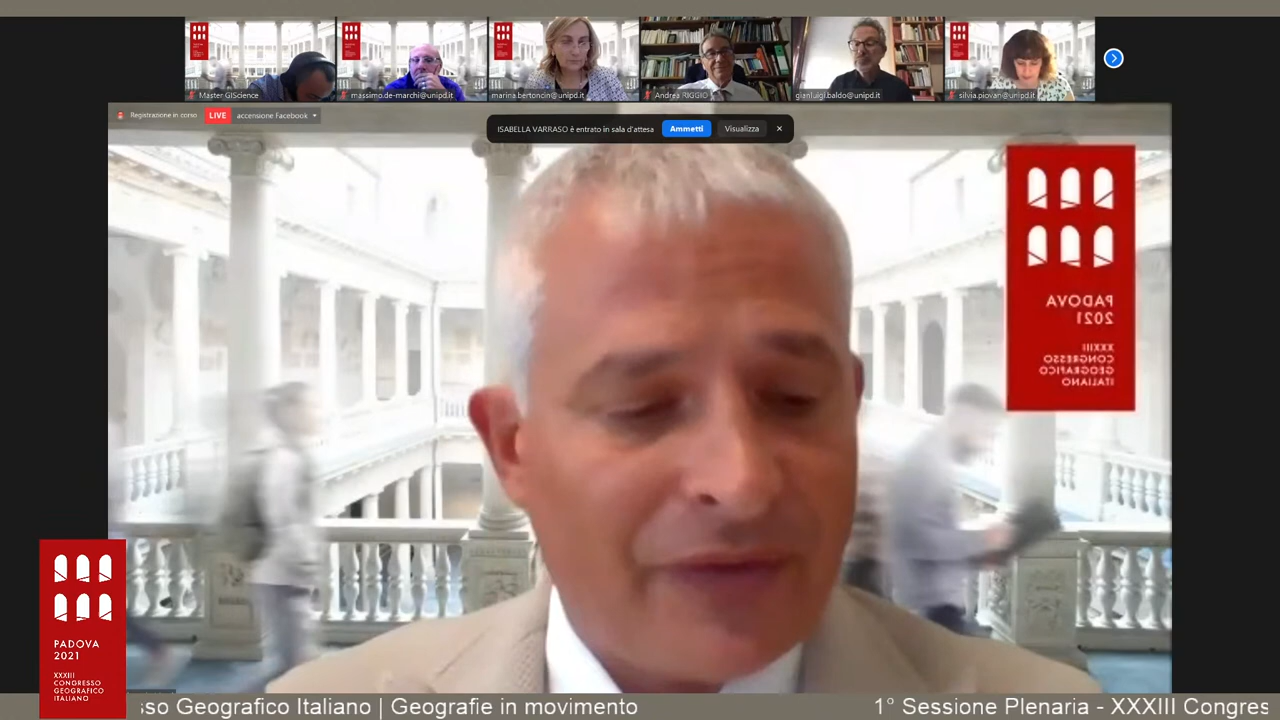 Master GIScience
massimo.de-marchi@unipd.it
marina.bertoncin@unipd.it
Andrea RIGGIO
gianluigi.baldo@unipd.it
silvia.piovan@unipd.it
Registrazione in corso
LIVE
accensione Facebook
ISABELLA VARRASO è entrato in sala d'attesa
Ammetti
Visualizza
PADOVA
2021
XXXIII
CONGRESSO
GEOGRAFICO
ITALIANO
PADOVA
2021
XXXIII
CONGRESSO
GEOGRAFICO
ITALIANO
sso Geografico Italiano | Geografie in movimento
1° Sessione Plenaria - XXXIII Congres